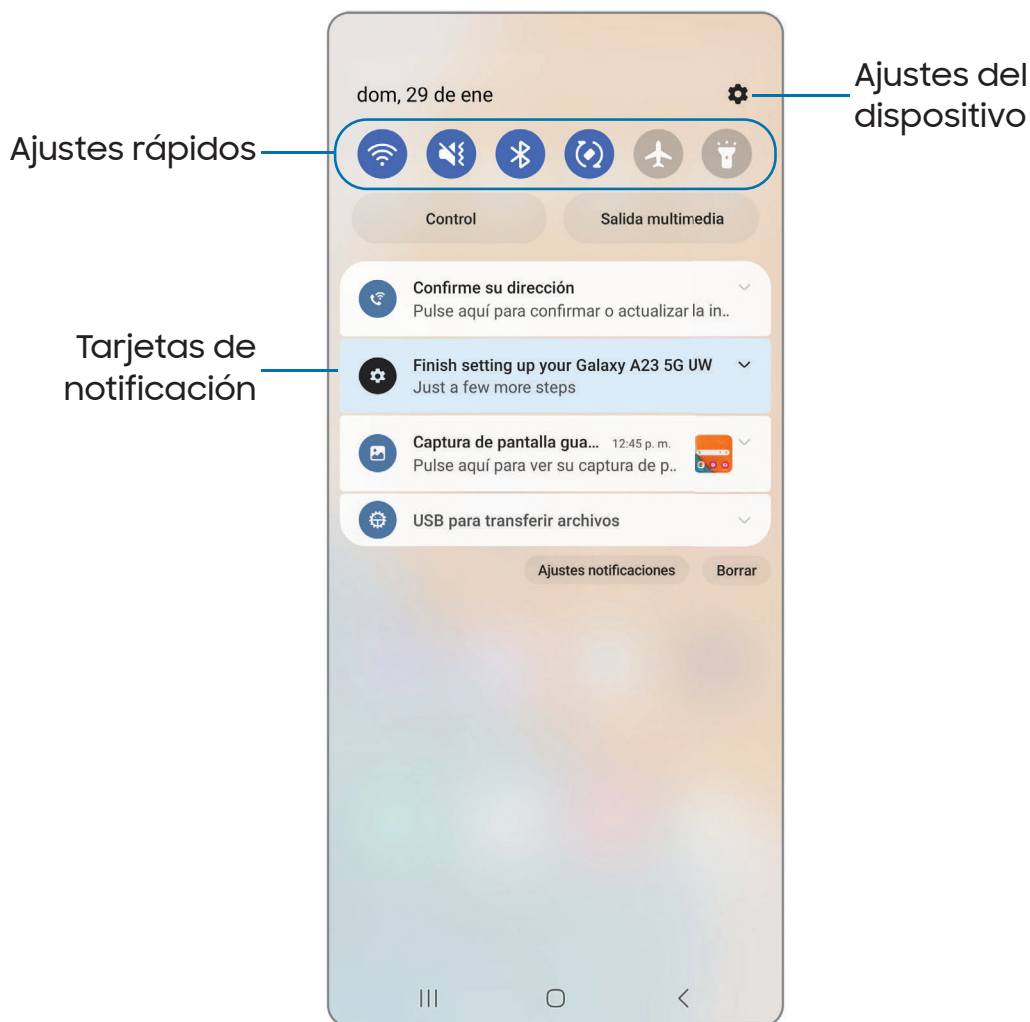 Ajustes del
dispositivo
dom, 29 de ene
Ajustes rápidos
Control
Salida multimedia
Confirme su dirección
Pulse aquí para confirmar o actualizar la in..
Tarjetas de
notificación
Finish setting up your Galaxy A23 5G UW
Just a few more steps
Captura de pantalla gua... 12:45 p. m.
Pulse aquí para ver su captura de p..
USB para transferir archivos
Ajustes notificaciones
Borrar